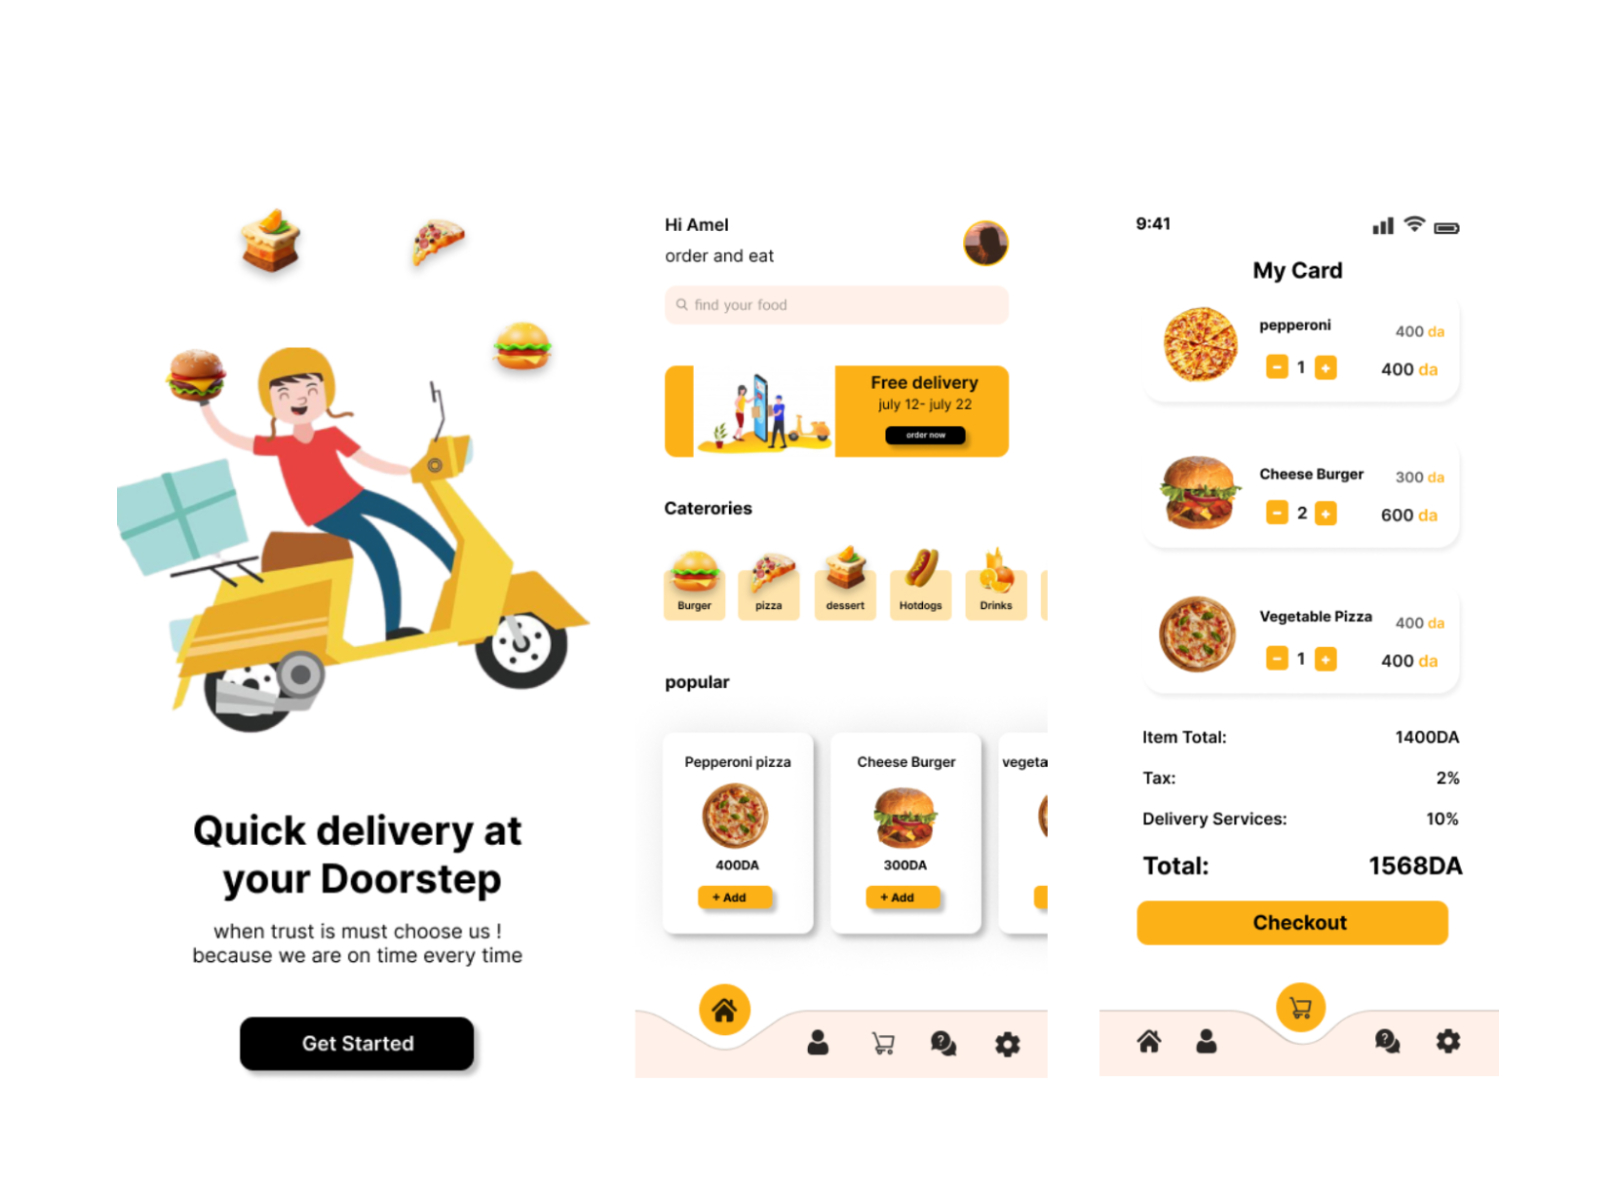 Quick delivery at
your Doorstep
when trust is must choose us !
because we are on time every time
Get Started
Hi Amel
order and eat
find your food
Free delivery
july 12- july 22
order now
Caterories
Burger
pizza
dessert
Hotdogs
Drinks
popular
Pepperoni pizza
400DA
+ Add
Cheese Burger
300DA
+ Add
vegeta
9:41
My Card
pepperoni
400 da
- 1 +
400 da
Cheese Burger
300 da
- 2 +
600 da
Vegetable Pizza
400 da
- 1 +
400 da
Item Total: 1400DA
Tax: 2%
Delivery Services: 10%
Total: 1568DA
Checkout